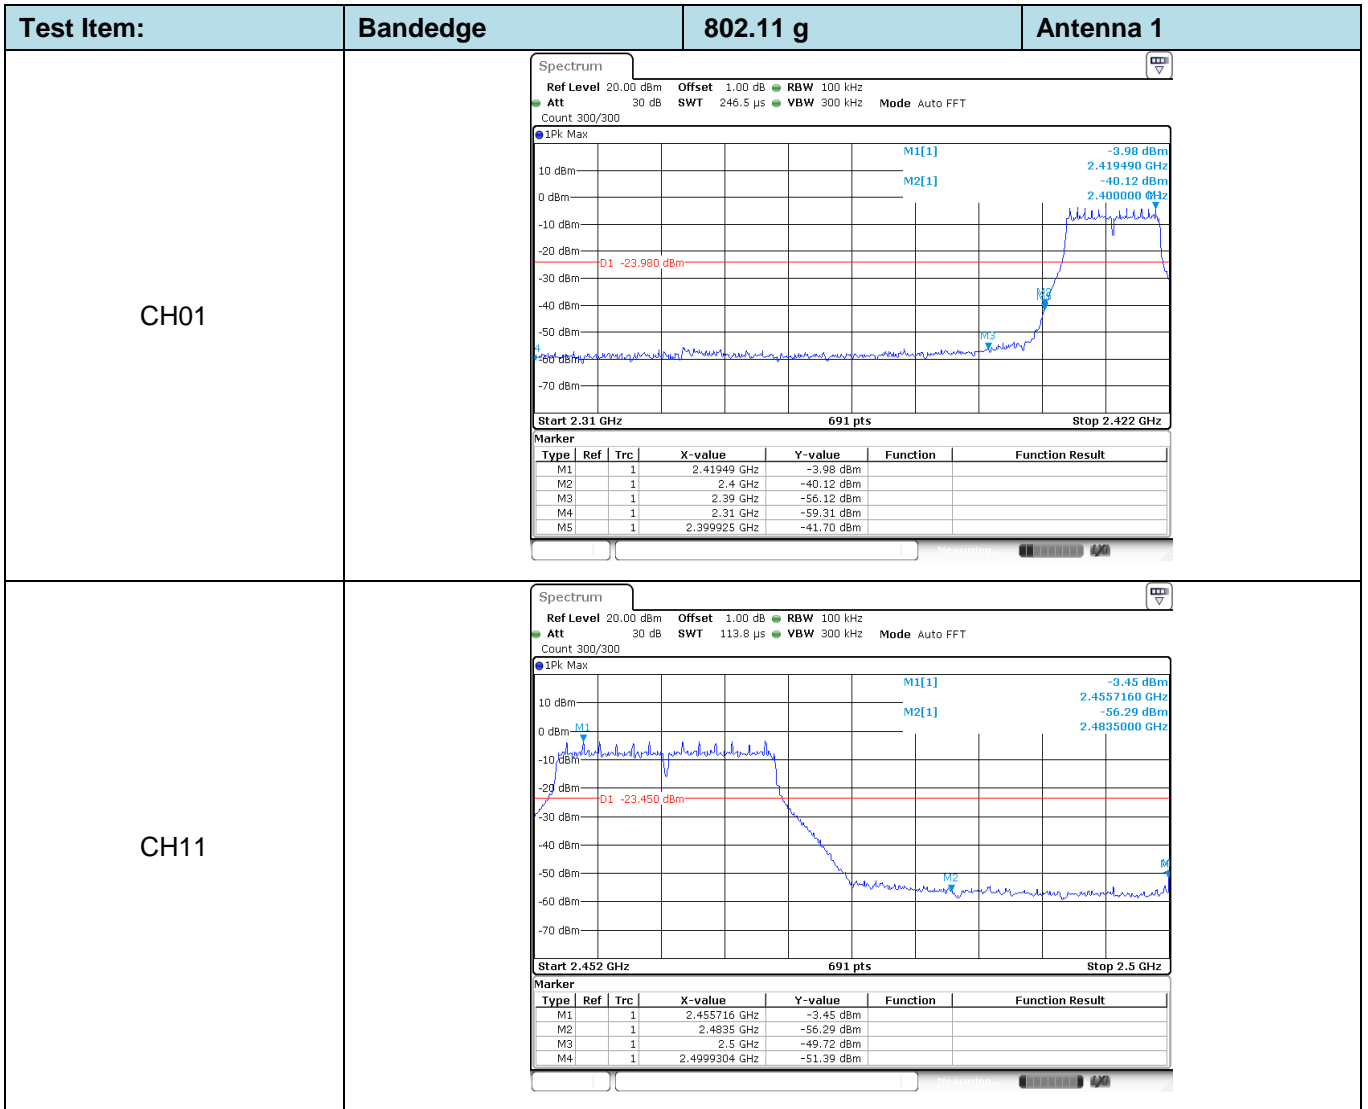 Test Item: Bandedge 802.11 g Antenna 1
CH01
Spectrum
Ref Level 20.00 dBm Offset 1.00 dB RBW 100 kHz
Att 30 dB SWT 246.5 µs VBW 300 kHz Mode Auto FFT
Count 300/300
1Pk Max
M1[1] -3.98 dBm
2.419490 GHz
M2[1] -40.12 dBm
2.400000 GHz
10 dBm
0 dBm
-10 dBm
-20 dBm
D1 -23.980 dBm
-30 dBm
-40 dBm
-50 dBm
M3
-60 dBm
-70 dBm
Start 2.31 GHz 691 pts Stop 2.422 GHz
Marker
Type Ref Trc X-value Y-value Function Function Result
M1 1 2.41949 GHz -3.98 dBm
M2 1 2.4 GHz -40.12 dBm
M3 1 2.39 GHz -56.12 dBm
M4 1 2.31 GHz -59.31 dBm
M5 1 2.399925 GHz -41.70 dBm
Measuring...
LXI
CH11
Spectrum
Ref Level 20.00 dBm Offset 1.00 dB RBW 100 kHz
Att 30 dB SWT 113.8 µs VBW 300 kHz Mode Auto FFT
Count 300/300
1Pk Max
M1[1] -3.45 dBm
2.4557160 GHz
M2[1] -56.29 dBm
2.4835000 GHz
10 dBm
0 dBm
M1
-10 dBm
-20 dBm
D1 -23.450 dBm
-30 dBm
-40 dBm
-50 dBm
M2
-60 dBm
-70 dBm
Start 2.452 GHz 691 pts Stop 2.5 GHz
Marker
Type Ref Trc X-value Y-value Function Function Result
M1 1 2.455716 GHz -3.45 dBm
M2 1 2.4835 GHz -56.29 dBm
M3 1 2.5 GHz -49.72 dBm
M4 1 2.4999304 GHz -51.39 dBm
Measuring...
LXI